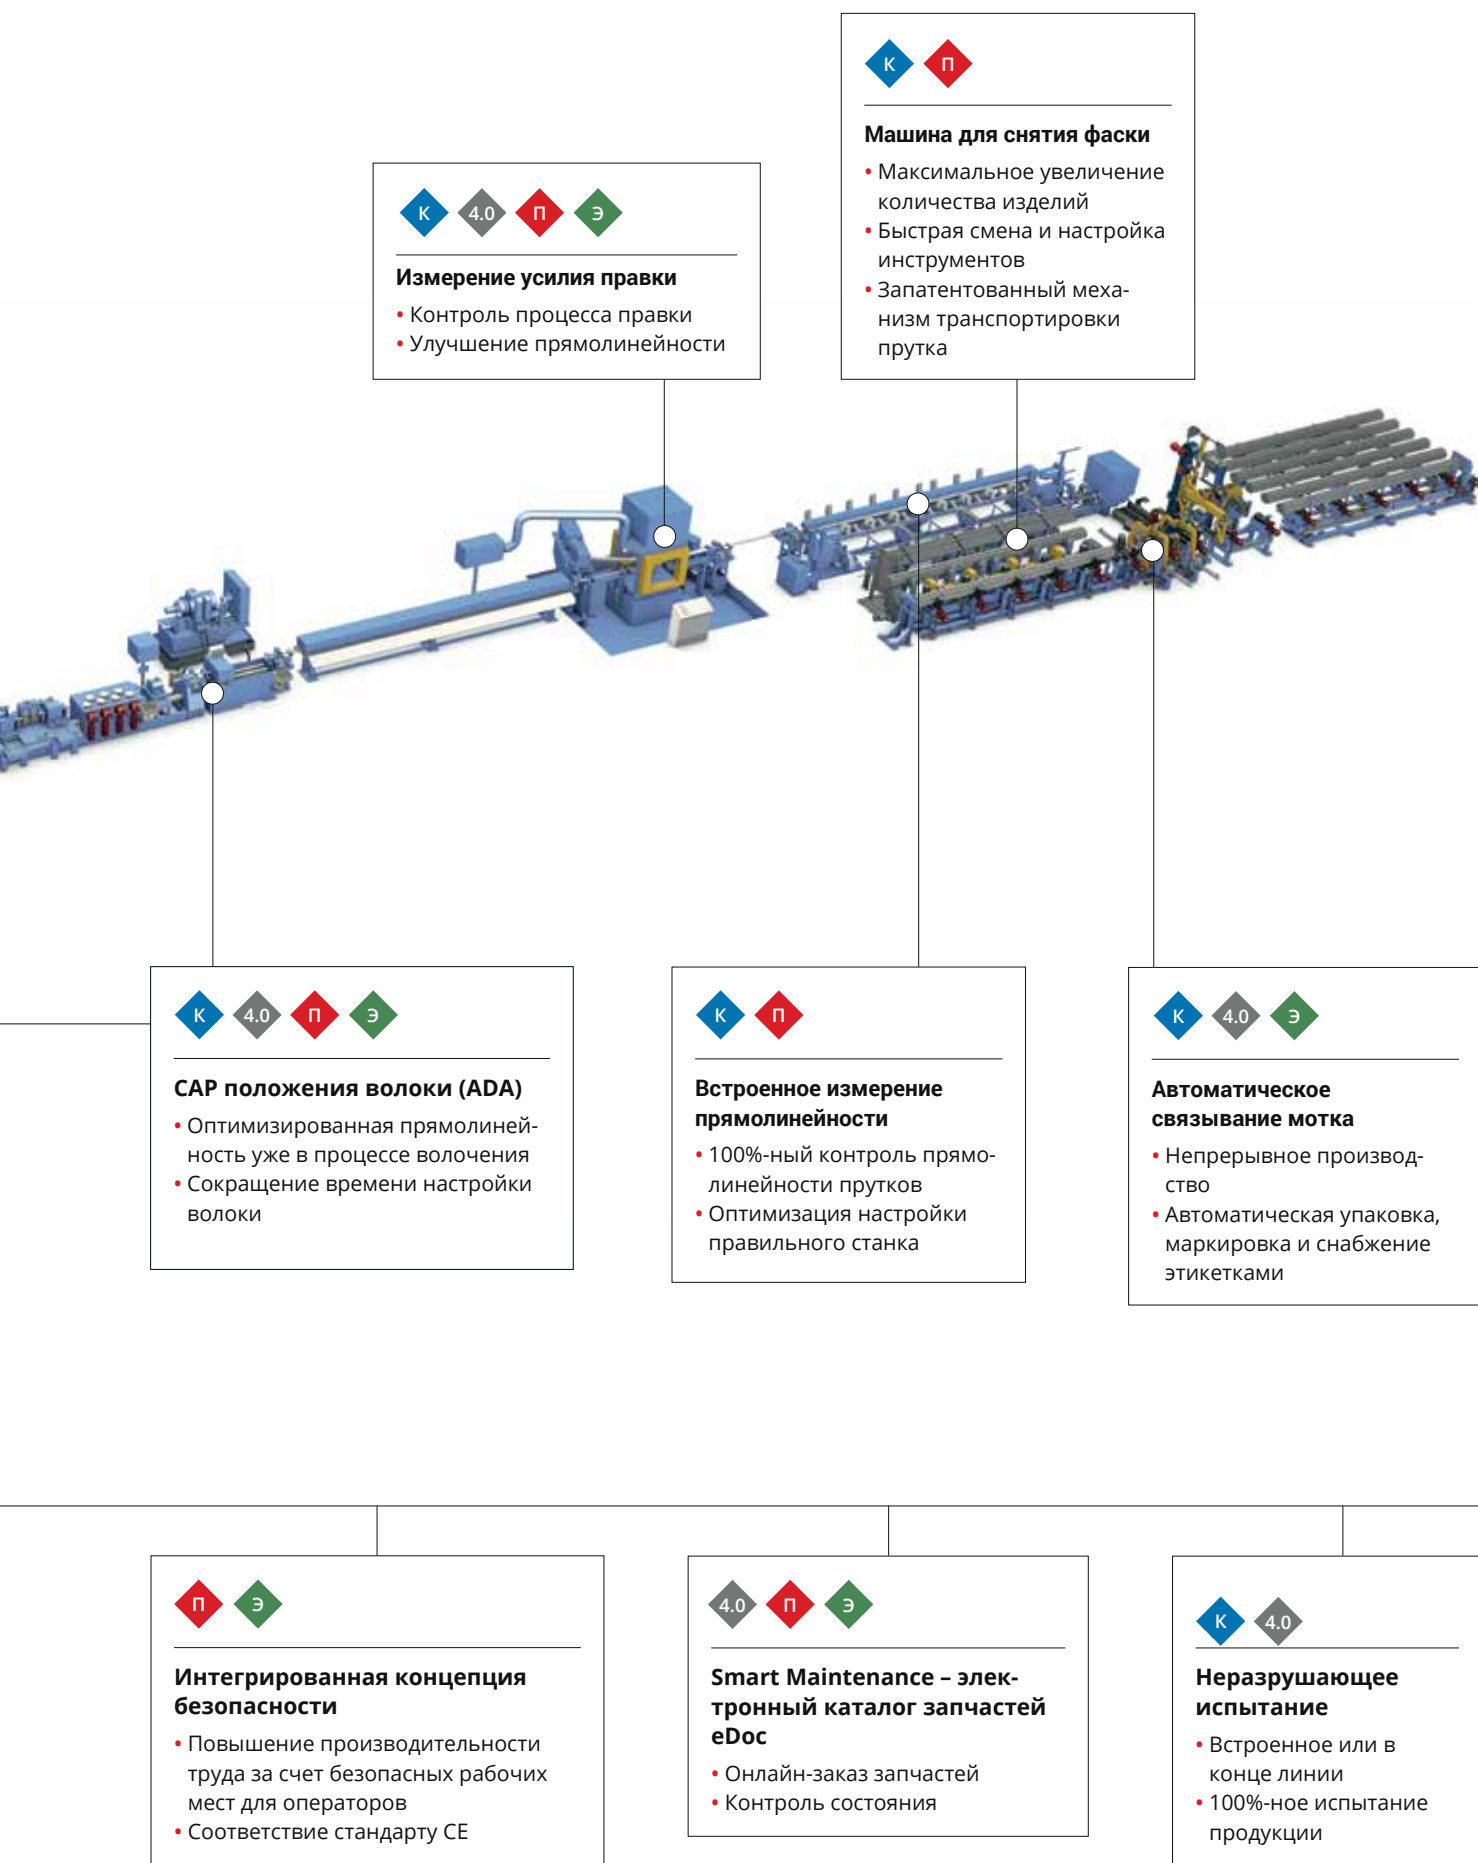 К П
Машина для снятия фаски
• Максимальное увеличение
количества изделий
• Быстрая смена и настройка
инструментов
• Запатентованный меха-
низм транспортировки
прутка
К 4.0 П Э
Измерение усилия правки
• Контроль процесса правки
• Улучшение прямолинейности
К 4.0 П Э
САР положения волоки (ADA)
• Оптимизированная прямолиней-
ность уже в процессе волочения
• Сокращение времени настройки
волоки
К П
Встроенное измерение
прямолинейности
• 100%-ный контроль прямо-
линейности прутков
• Оптимизация настройки
правильного станка
К 4.0 Э
Автоматическое
связывание мотка
• Непрерывное производ-
ство
• Автоматическая упаковка,
маркировка и снабжение
этикетками
П Э
Интегрированная концепция
безопасности
• Повышение производительности
труда за счет безопасных рабочих
мест для операторов
• Соответствие стандарту CE
4.0 П Э
Smart Maintenance – элек-
тронный каталог запчастей
eDoc
• Онлайн-заказ запчастей
• Контроль состояния
К 4.0
Неразрушающее
испытание
• Встроенное или в
конце линии
• 100%-ное испытание
продукции